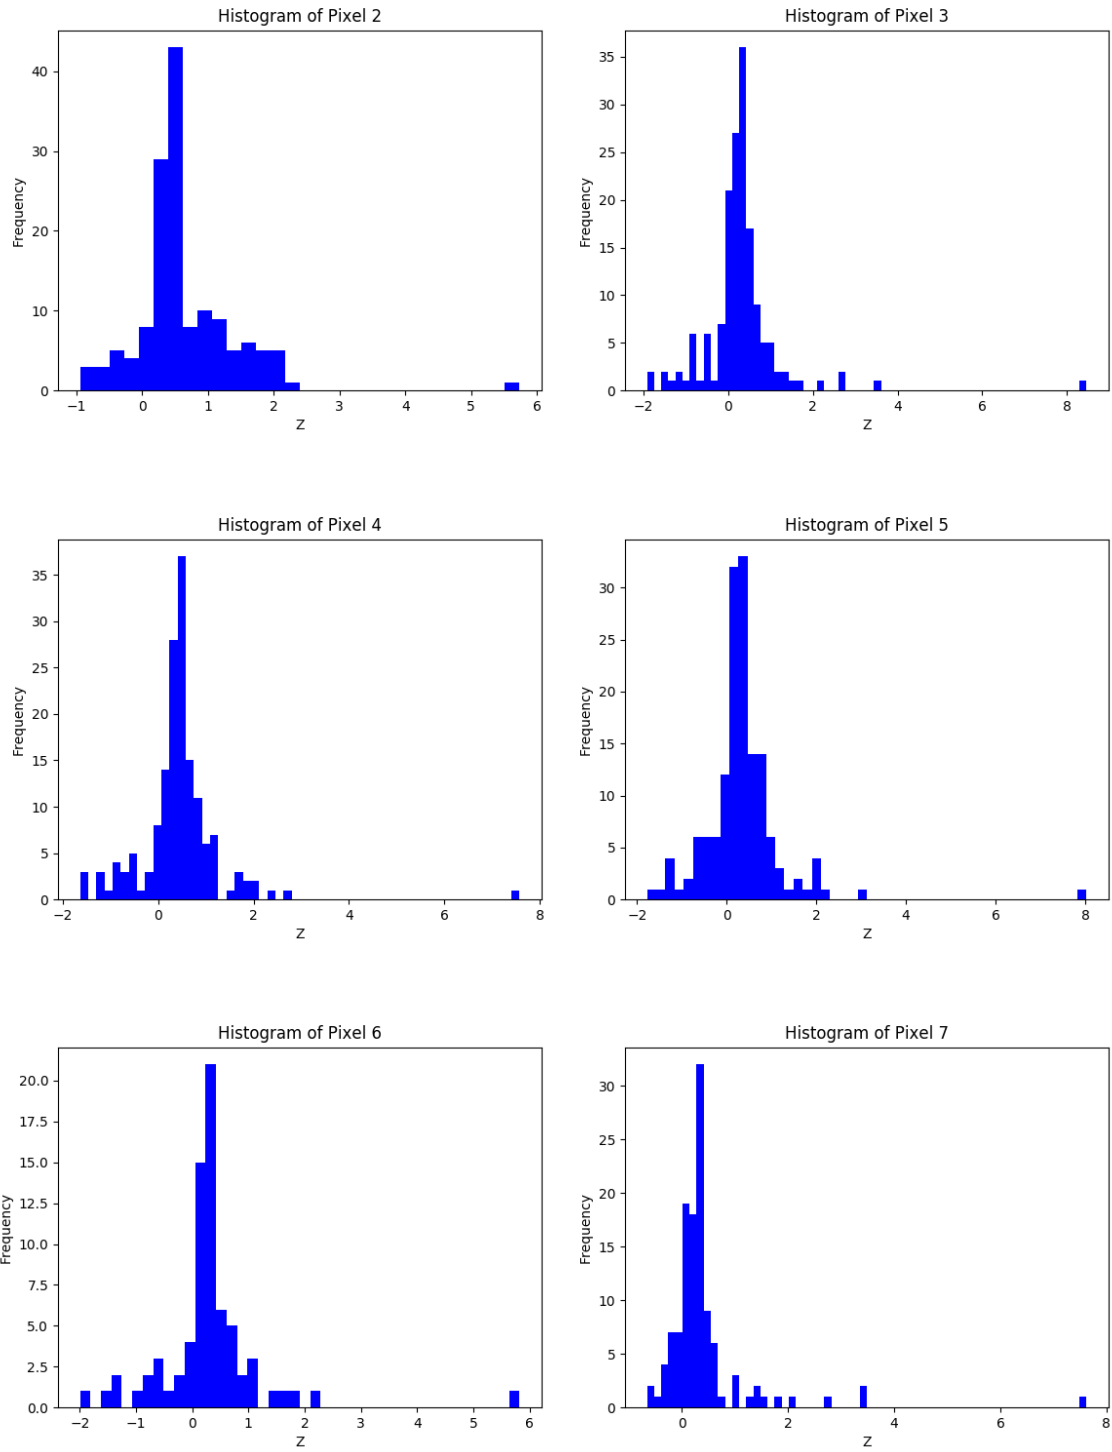 Histogram of Pixel 2
Frequency
40
30
20
10
0
−1 0 1 2 3 4 5 6
Z
Histogram of Pixel 3
Frequency
35
30
25
20
15
10
5
0
−2 0 2 4 6 8
Z
Histogram of Pixel 4
Frequency
35
30
25
20
15
10
5
0
−2 0 2 4 6 8
Z
Histogram of Pixel 5
Frequency
30
25
20
15
10
5
0
−2 0 2 4 6 8
Z
Histogram of Pixel 6
Frequency
20.0
17.5
15.0
12.5
10.0
7.5
5.0
2.5
0.0
−2 −1 0 1 2 3 4 5 6
Z
Histogram of Pixel 7
Frequency
30
25
20
15
10
5
0
0 2 4 6 8
Z